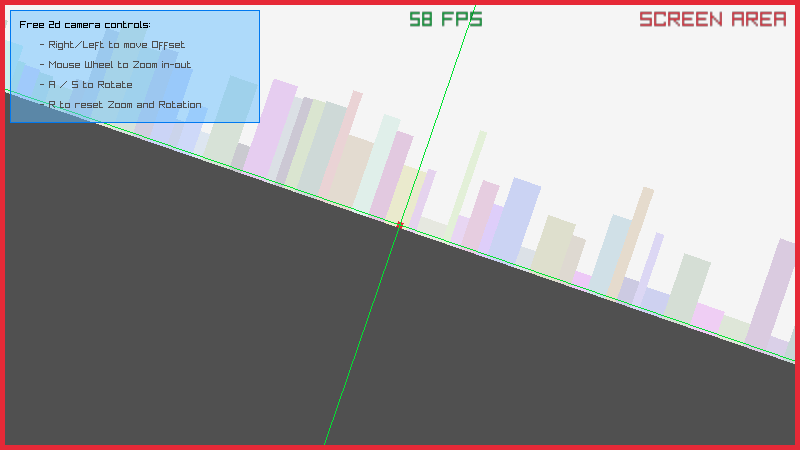 Free 2d camera controls:
- Right/Left to move Offset
- Mouse Wheel to Zoom in-out
- A / S to Rotate
- R to reset Zoom and Rotation
58 FPS
SCREEN AREA